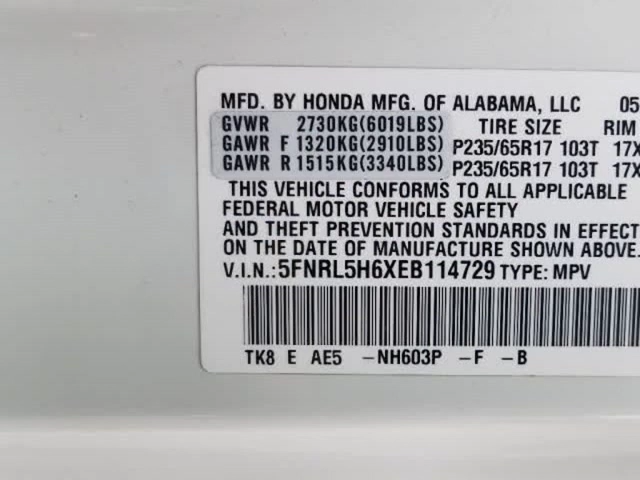 MFD. BY HONDA MFG. OF ALABAMA, LLC 05
GVWR 2730KG(6019LBS) TIRE SIZE RIM
GAWR F 1320KG(2910LBS) P235/65R17 103T 17X
GAWR R 1515KG(3340LBS) P235/65R17 103T 17X
THIS VEHICLE CONFORMS TO ALL APPLICABLE
FEDERAL MOTOR VEHICLE SAFETY
AND THEFT PREVENTION STANDARDS IN EFFECT
ON THE DATE OF MANUFACTURE SHOWN ABOVE.
V.I.N.:5FNRL5H6XEB114729 TYPE: MPV
TK8 E AE5 -NH603P -F -B